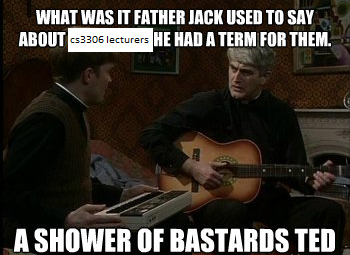 WHAT WAS IT FATHER JACK USED TO SAY
ABOUT cs3306 lecturers HE HAD A TERM FOR THEM.
A SHOWER OF BASTARDS TED